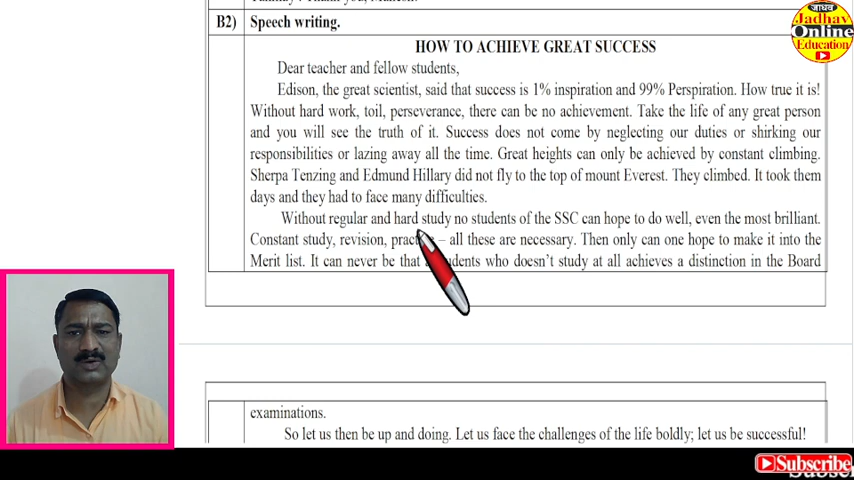 B2) Speech writing.
HOW TO ACHIEVE GREAT SUCCESS
Dear teacher and fellow students,
Edison, the great scientist, said that success is 1% inspiration and 99% Perspiration. How true it is!
Without hard work, toil, perseverance, there can be no achievement. Take the life of any great person
and you will see the truth of it. Success does not come by neglecting our duties or shirking our
responsibilities or lazing away all the time. Great heights can only be achieved by constant climbing.
Sherpa Tenzing and Edmund Hillary did not fly to the top of mount Everest. They climbed. It took them
days and they had to face many difficulties.
Without regular and hard study no students of the SSC can hope to do well, even the most brilliant.
Constant study, revision, – all these are necessary. Then only can one hope to make it into the
Merit list. It can never be that who doesn't study at all achieves a distinction in the Board
examinations.
So let us then be up and doing. Let us face the challenges of the life boldly; let us be successful!
जाधव
Jadhav
Online
Education
Subscribe